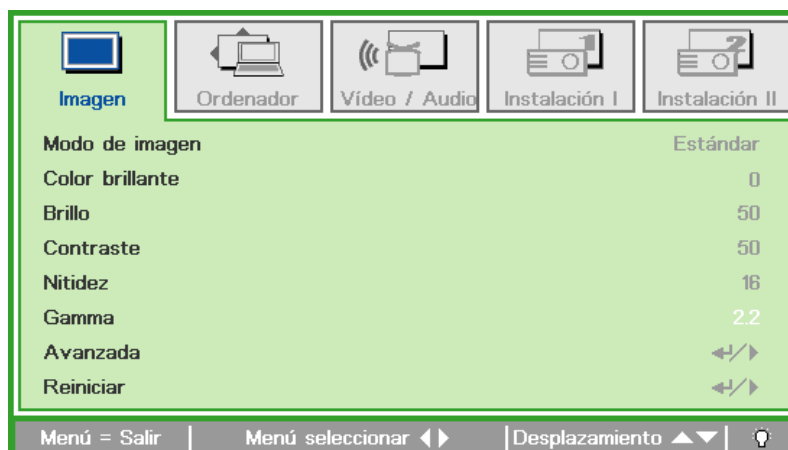 Imagen
Ordenador
Vídeo / Audio
Instalación I
Instalación II
Modo de imagen Estándar
Color brillante 0
Brillo 50
Contraste 50
Nitidez 16
Gamma 2.2
Avanzada
Reiniciar
Menú = Salir Menú seleccionar Desplazamiento